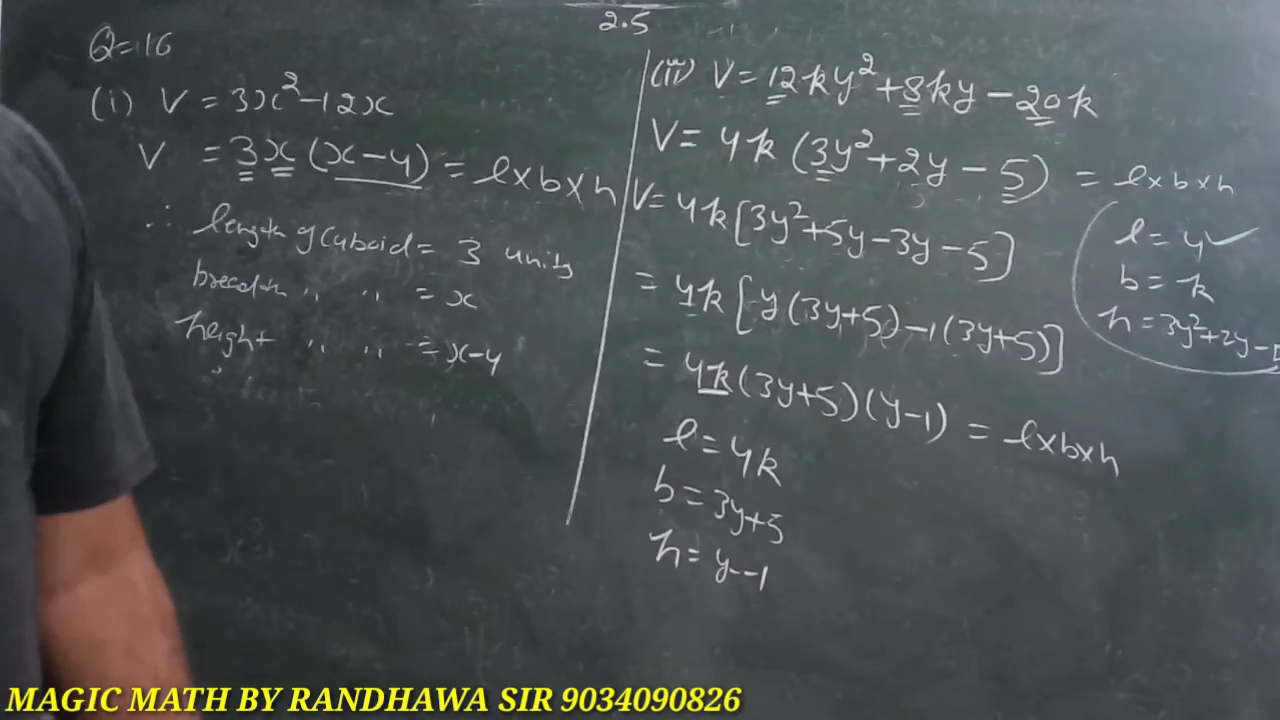 2.5
Q=16
(i) V = 3x²-12x
V = 3x(x-4) = l×b×h
∴ length of Cuboid = 3 units
breadth " " = x
height " " = x-4
(ii) V = 12ky²+8ky-20k
V = 4k(3y²+2y-5) = l×b×h
V = 4k[3y²+5y-3y-5]
= 4k[y(3y+5)-1(3y+5)]
= 4k(3y+5)(y-1) = l×b×h
l = 4k
b = 3y+5
h = y-1
l = 4 ✓
b = k
h = 3y²+2y-5
MAGIC MATH BY RANDHAWA SIR 9034090826